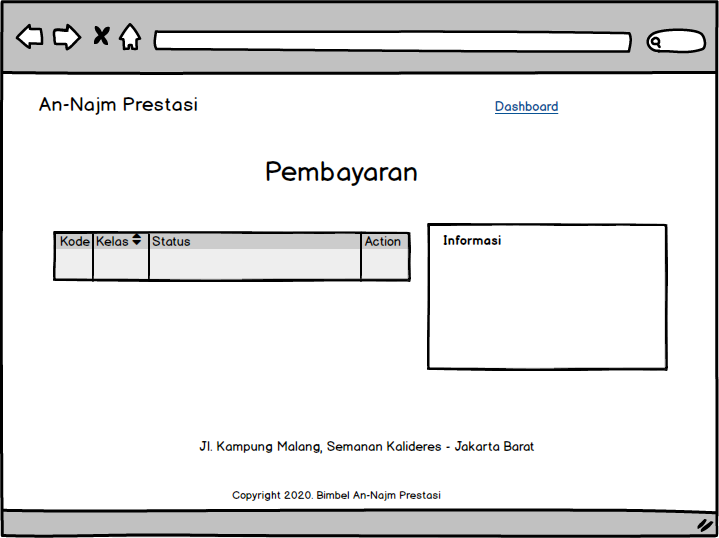 An-Najm Prestasi
Dashboard
Pembayaran
Kode Kelas Status Action
Informasi
Jl. Kampung Malang, Semanan Kalideres - Jakarta Barat
Copyright 2020. Bimbel An-Najm Prestasi